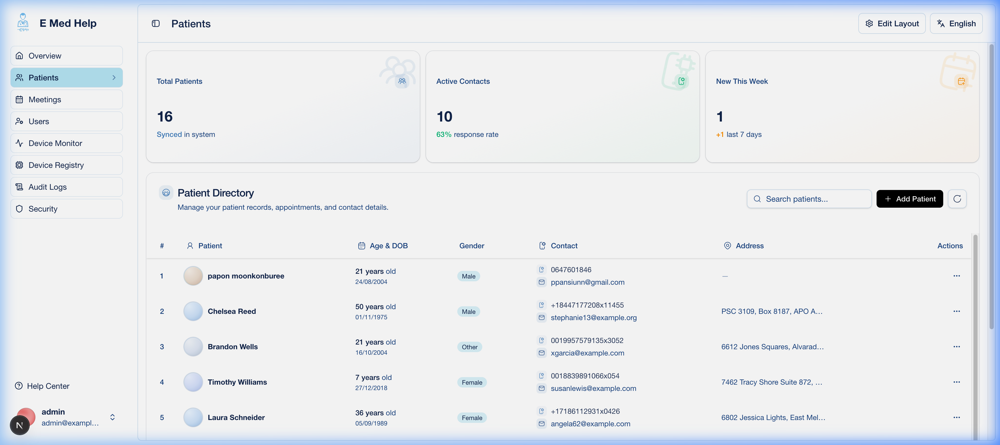 E Med Help
Overview
Patients
Meetings
Users
Device Monitor
Device Registry
Audit Logs
Security
Help Center
admin
admin@exampl...
N
Patients
Edit Layout
English
Total Patients
16
Synced in system
Active Contacts
10
63% response rate
New This Week
1
+1 last 7 days
Patient Directory
Manage your patient records, appointments, and contact details.
Search patients...
+ Add Patient
# Patient Age & DOB Gender Contact Address Actions
1 papon moonkonburee 21 years old Male 0647601846 —
24/08/2004 ppansiunn@gmail.com
2 Chelsea Reed 50 years old Male +18447177208x11455 PSC 3109, Box 8187, APO A...
01/11/1975 stephanie13@example.org
3 Brandon Wells 21 years old Other 0019957579135x3052 6612 Jones Squares, Alvarad...
16/10/2004 xgarcia@example.com
4 Timothy Williams 7 years old Female 0018839891066x054 7462 Tracy Shore Suite 872, ...
27/12/2018 susanlewis@example.com
5 Laura Schneider 36 years old Female +17186112931x0426 6802 Jessica Lights, East Mel...
05/09/1989 angela62@example.com